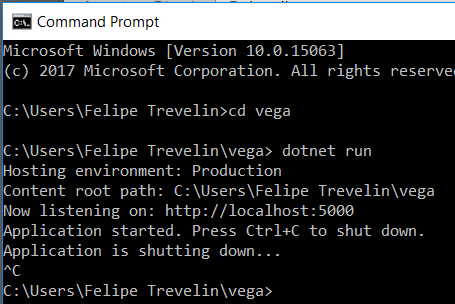 Command Prompt
Microsoft Windows [Version 10.0.15063]
(c) 2017 Microsoft Corporation. All rights
C:\Users\Felipe Trevelin>cd vega
C:\Users\Felipe Trevelin\vega> dotnet run
Hosting environment: Production
Content root path: C:\Users\Felipe Trevelin\vega
Now listening on: http://localhost:5000
Application started. Press Ctrl+C to shut down.
Application is shutting down...
^C
C:\Users\Felipe Trevelin\vega>